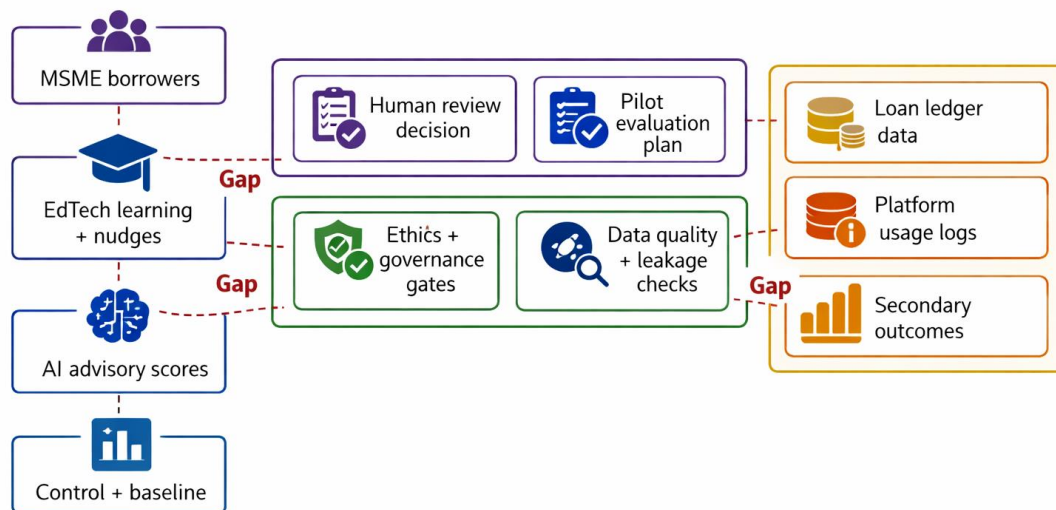 MSME borrowers
EdTech learning
+ nudges
AI advisory scores
Control + baseline
Human review
decision
Pilot
evaluation
plan
Gap
Ethics +
governance
gates
Data quality
+ leakage
checks
Gap
Gap
Loan ledger
data
Platform
usage logs
Secondary
outcomes